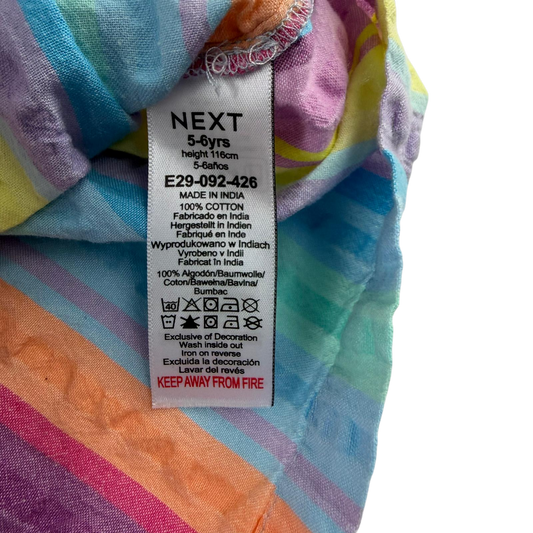 NEXT
5-6yrs
height 116cm
5-6años
E29-092-426
MADE IN INDIA
100% COTTON
Fabricado en India
Hergestellt in Indien
Fabriqué en Inde
Wyprodukowano w Indiach
Vyrobeno v Indii
Fabricat în India
100% Algodón/Baumwolle/
Coton/Bawełna/Bavlna/
Bumbac
40
Exclusive of Decoration
Wash inside out
Iron on reverse
Excluida la decoración
Lavar del revés
KEEP AWAY FROM FIRE